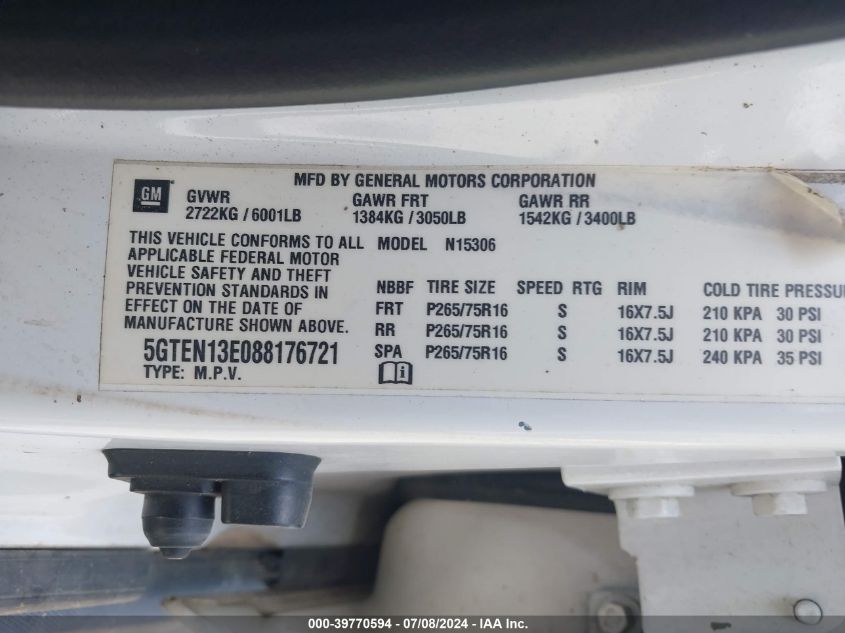 MFD BY GENERAL MOTORS CORPORATION
GM
GVWR GAWR FRT GAWR RR
2722KG / 6001LB 1384KG / 3050LB 1542KG / 3400LB
THIS VEHICLE CONFORMS TO ALL
APPLICABLE FEDERAL MOTOR
VEHICLE SAFETY AND THEFT
PREVENTION STANDARDS IN
EFFECT ON THE DATE OF
MANUFACTURE SHOWN ABOVE.
5GTEN13E088176721
TYPE: M.P.V.
MODEL N15306
NBBF TIRE SIZE SPEED RTG RIM COLD TIRE PRESSU
FRT P265/75R16 S 16X7.5J 210 KPA 30 PSI
RR P265/75R16 S 16X7.5J 210 KPA 30 PSI
SPA P265/75R16 S 16X7.5J 240 KPA 35 PSI
i
000-39770594 / 07/08/2024 - IAA Inc.